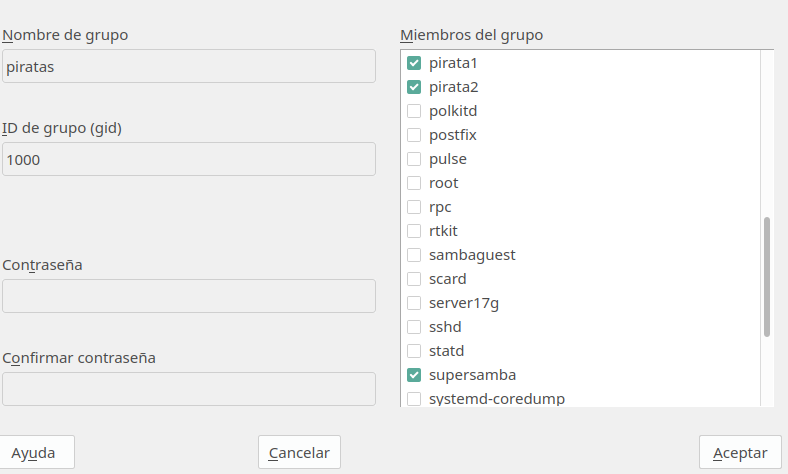 Nombre de grupo
piratas
ID de grupo (gid)
1000
Contraseña
Confirmar contraseña
Miembros del grupo
pirata1
pirata2
polkitd
postfix
pulse
root
rpc
rtkit
sambaguest
scard
server17g
sshd
statd
supersamba
systemd-coredump
Ayuda
Cancelar
Aceptar